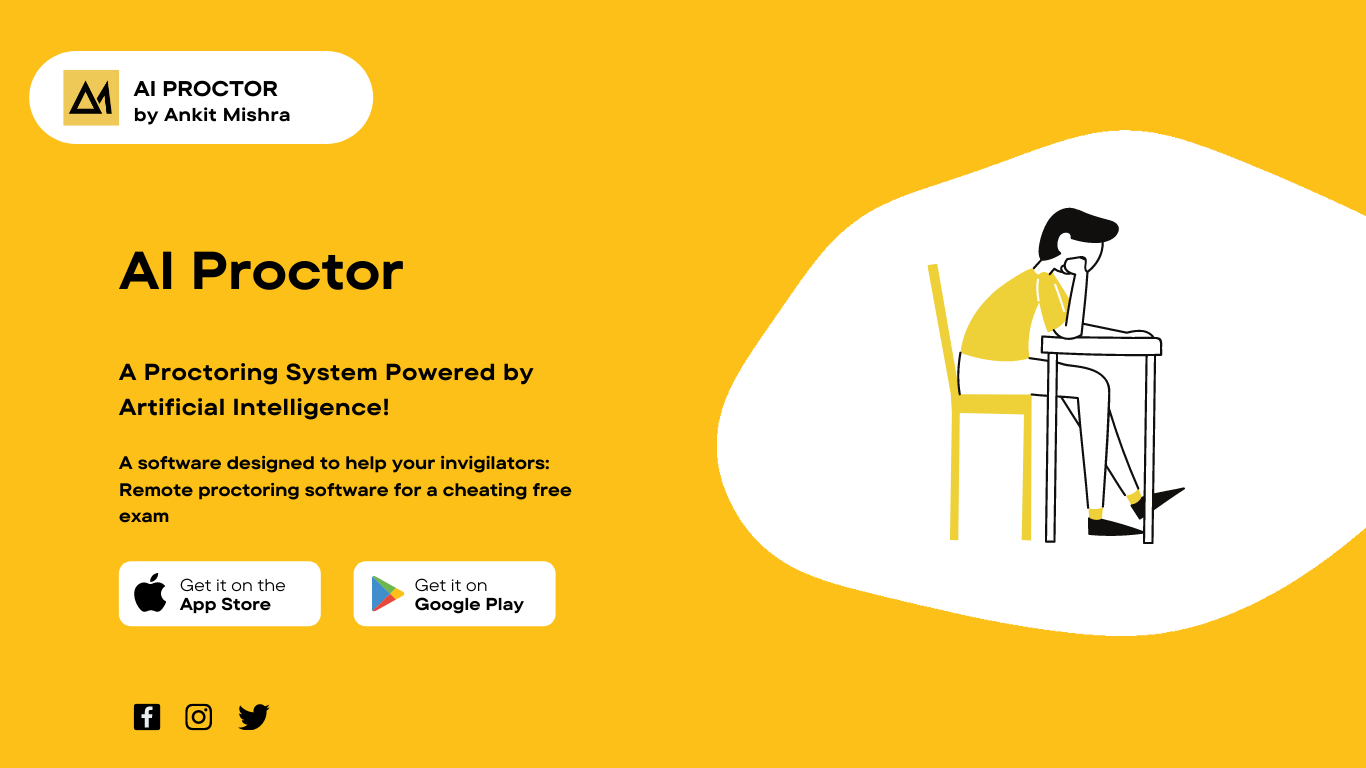 AI PROCTOR
by Ankit Mishra
AI Proctor
A Proctoring System Powered by
Artificial Intelligence!
A software designed to help your invigilators:
Remote proctoring software for a cheating free
exam
Get it on the
App Store
Get it on
Google Play